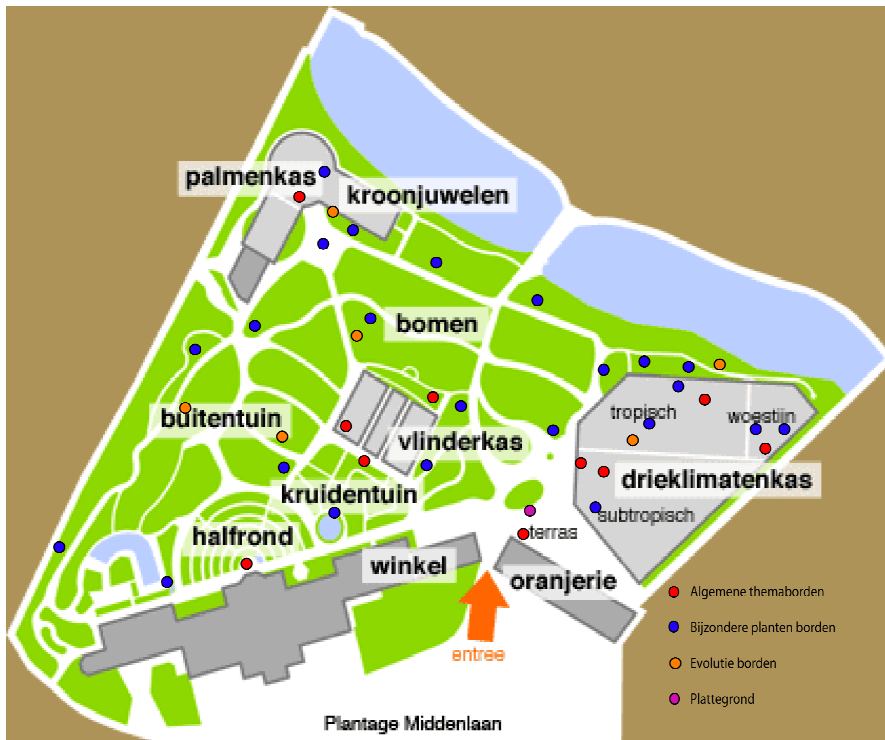 palmenkas
kroonjuwelen
bomen
tropisch
woestijn
buitentuin
vlinderkas
drieklimatenkas
kruidentuin
subtropisch
halfrond
terras
winkel
oranjerie
Algemene themaborden
Bijzondere planten borden
entree
Evolutie borden
Plattegrond
Plantage Middenlaan